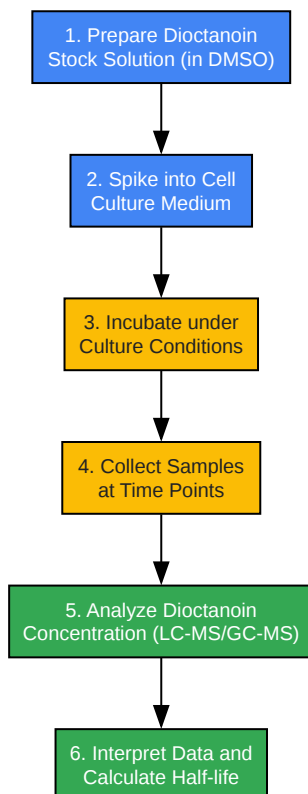 1. Prepare Dioctanoin
Stock Solution (in DMSO)
2. Spike into Cell
Culture Medium
3. Incubate under
Culture Conditions
4. Collect Samples
at Time Points
5. Analyze Dioctanoin
Concentration (LC-MS/GC-MS)
6. Interpret Data and
Calculate Half-life